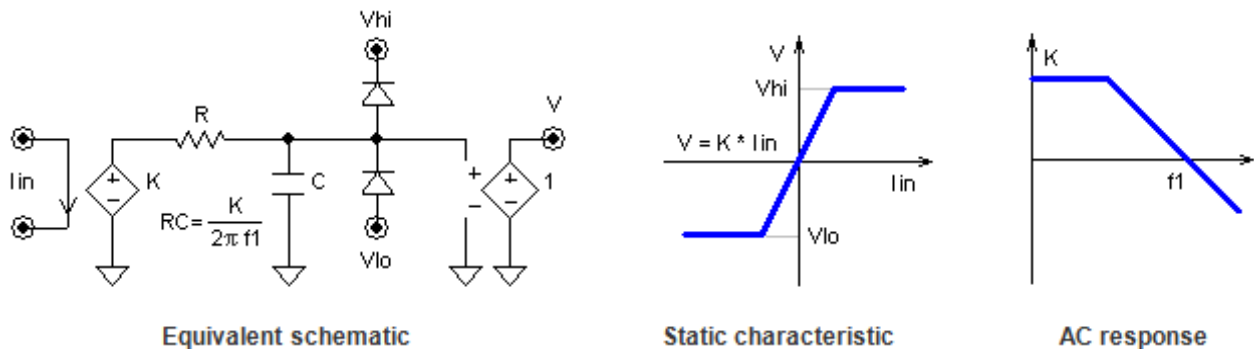 Vhi
R
V
Iin
K
C
1
RC= K / 2π f1
+
−
+
−
+
−
Vlo
Equivalent schematic
V
Vhi
V = K * Iin
Iin
Vlo
Static characteristic
K
f1
AC response